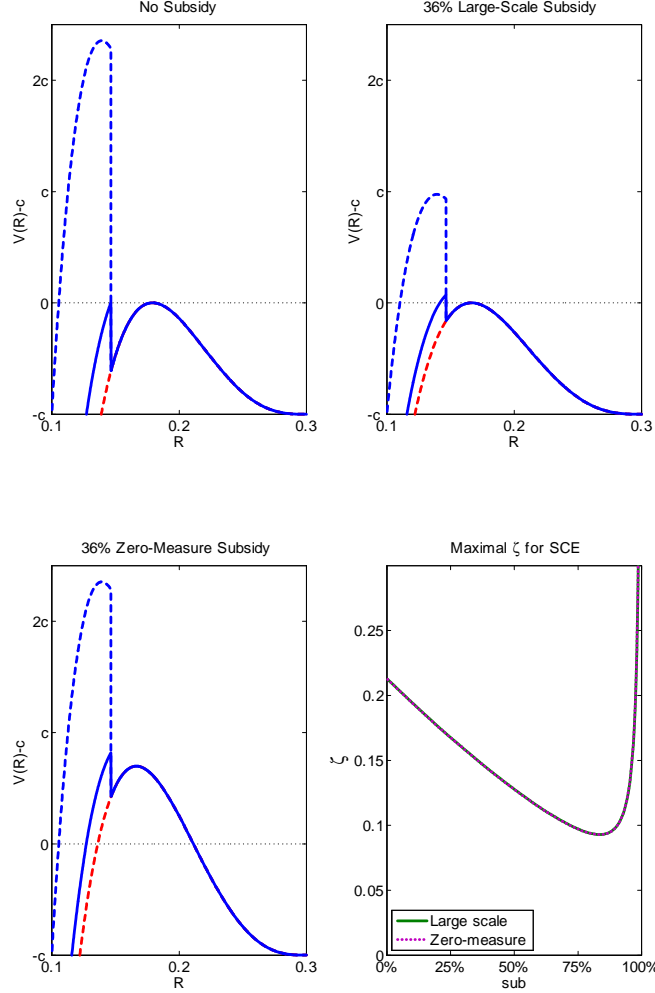 No Subsidy
2c
c
0
-c
0.1
0.2
0.3
V(R)-c
R
36% Large-Scale Subsidy
2c
c
0
-c
0.1
0.2
0.3
V(R)-c
R
36% Zero-Measure Subsidy
2c
c
0
-c
0.1
0.2
0.3
V(R)-c
R
Maximal ζ for SCE
0.25
0.2
0.15
0.1
0.05
0
0%
25%
50%
75%
100%
ζ
sub
Large scale
Zero-measure